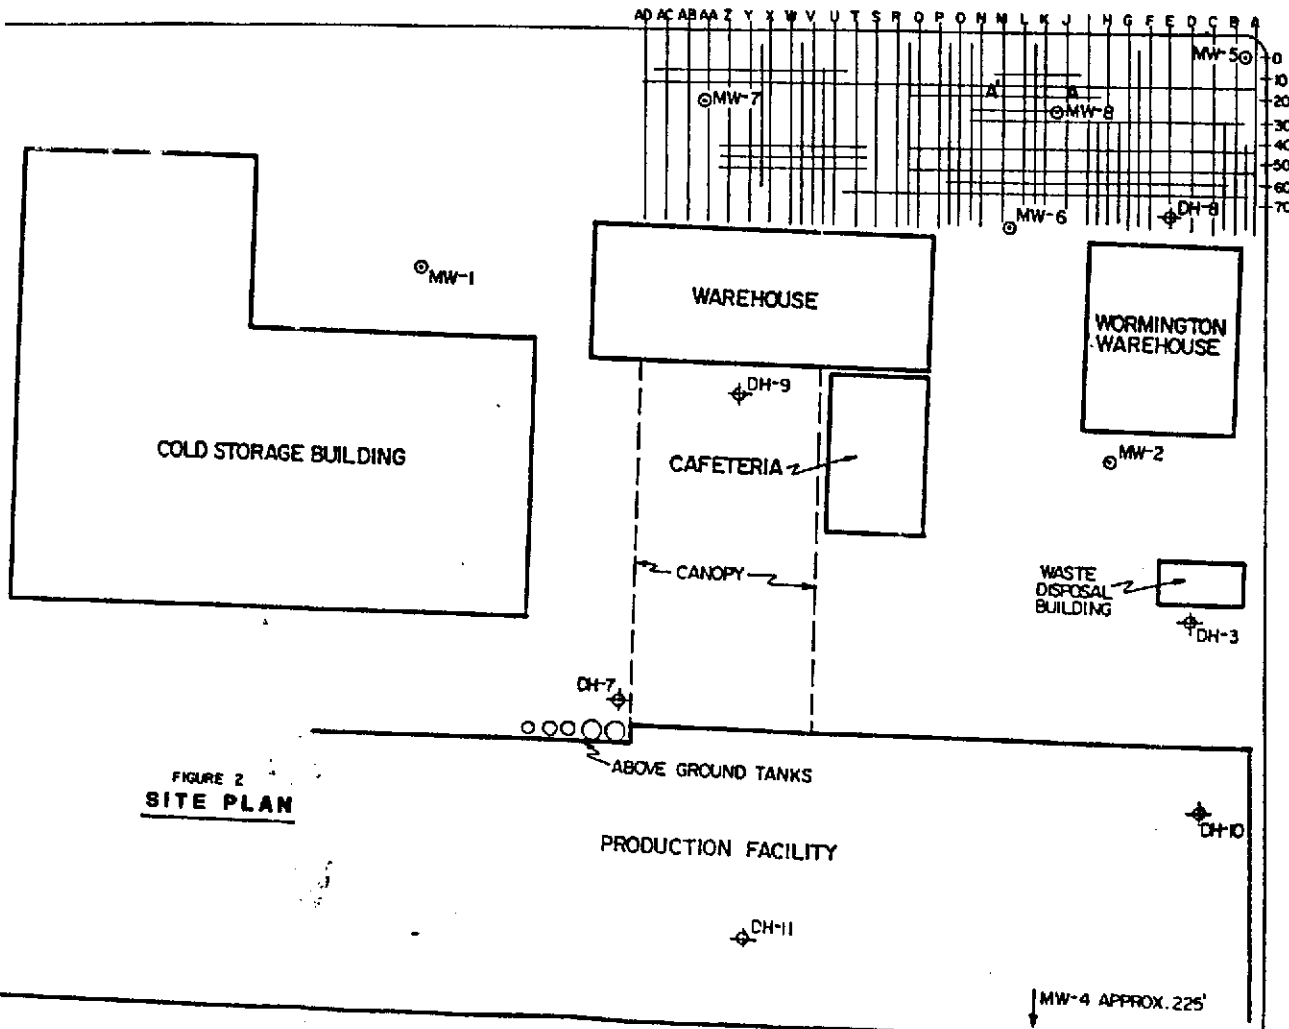 AD AC AB AA Z Y X W V U T S R Q P O N M L K J I H G F E D C B A
MW-5
0
10
20
30
40
50
60
70
MW-7
A' A
MW-8
DH-8
MW-6
MW-1
WAREHOUSE
WORMINGTON
WAREHOUSE
DH-9
COLD STORAGE BUILDING
CAFETERIA
MW-2
CANOPY
WASTE
DISPOSAL
BUILDING
DH-3
DH-7
ABOVE GROUND TANKS
FIGURE 2
SITE PLAN
DH-10
PRODUCTION FACILITY
DH-11
MW-4 APPROX. 225'